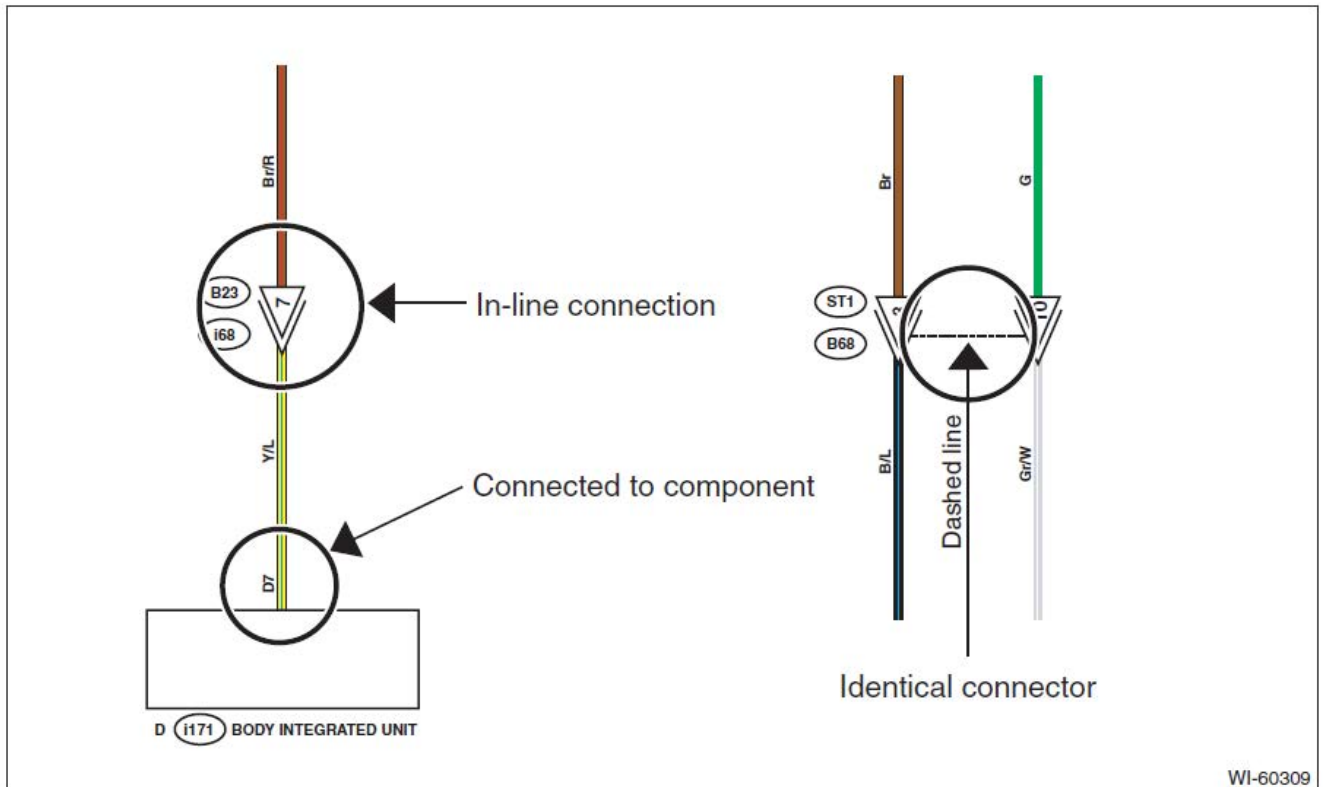 Br/R
B23
i68
7
In-line connection
Y/L
Connected to component
D7
D i171 BODY INTEGRATED UNIT
Br
G
ST1
B68
10
B/L
Gr/W
Dashed line
Identical connector
WI-60309